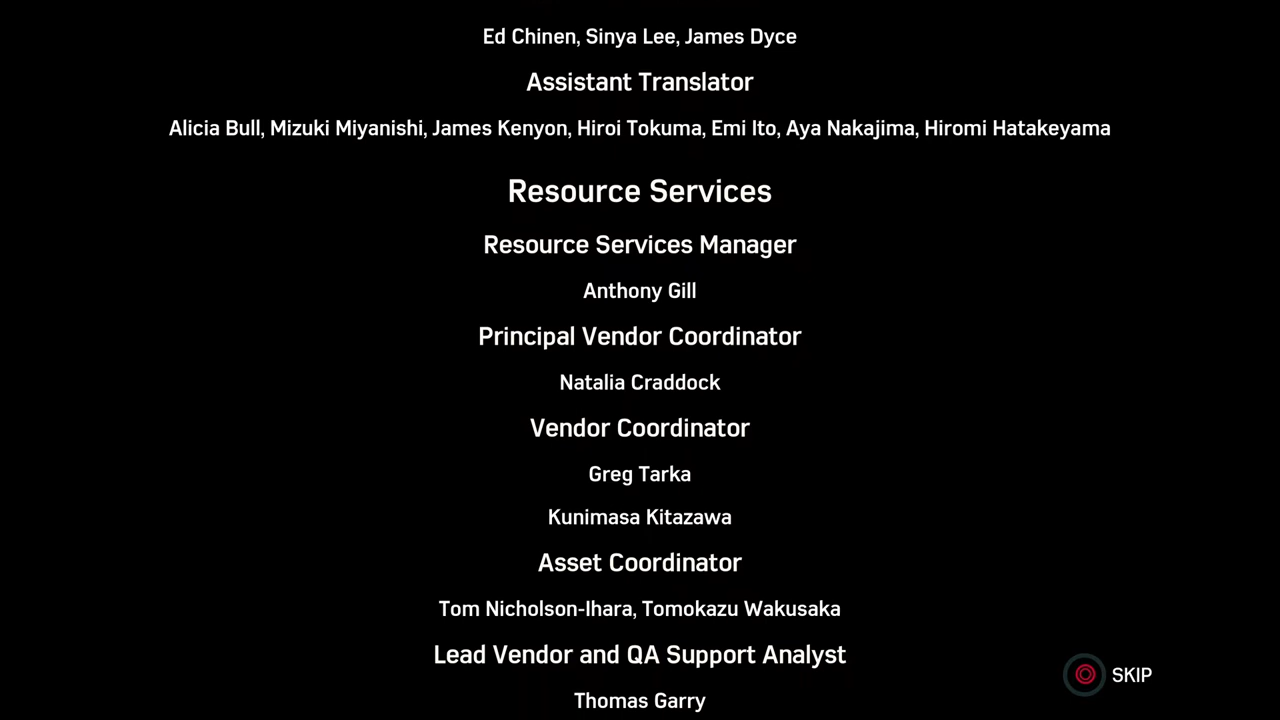 Ed Chinen, Sinya Lee, James Dyce
Assistant Translator
Alicia Bull, Mizuki Miyanishi, James Kenyon, Hiroi Tokuma, Emi Ito, Aya Nakajima, Hiromi Hatakeyama
Resource Services
Resource Services Manager
Anthony Gill
Principal Vendor Coordinator
Natalia Craddock
Vendor Coordinator
Greg Tarka
Kunimasa Kitazawa
Asset Coordinator
Tom Nicholson-Ihara, Tomokazu Wakusaka
Lead Vendor and QA Support Analyst
SKIP
Thomas Garry